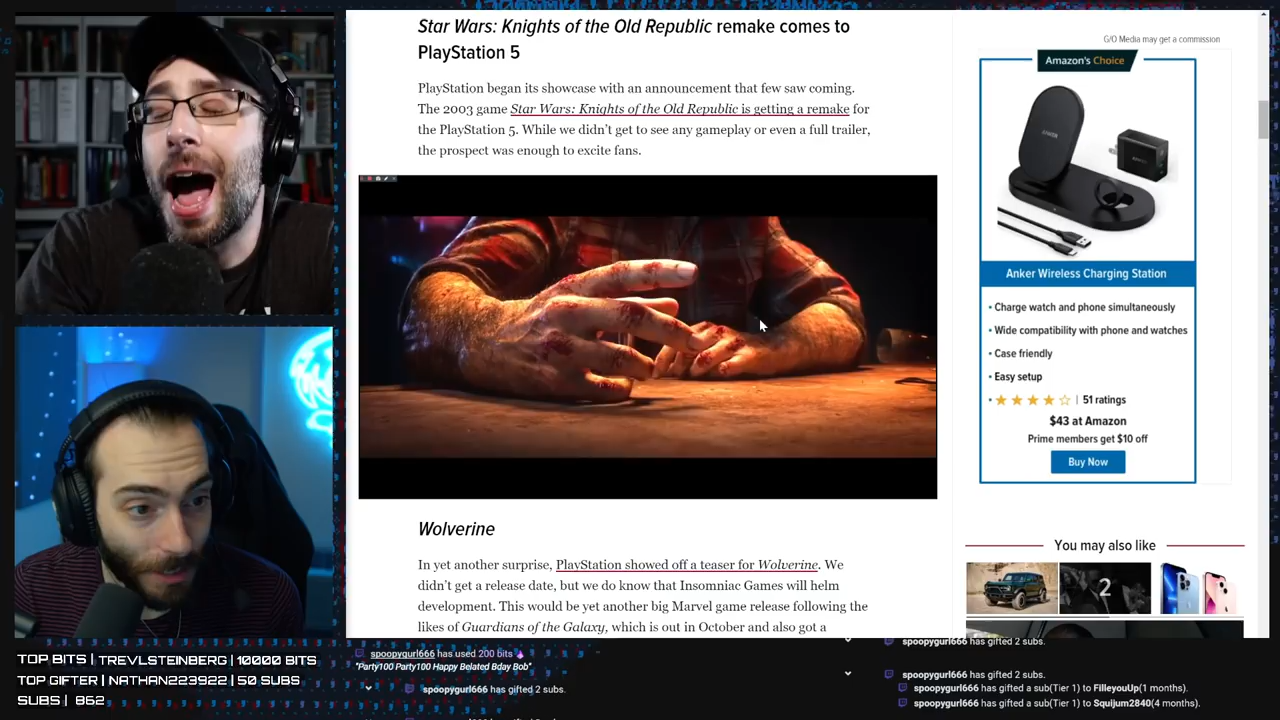 Star Wars: Knights of the Old Republic remake comes to
PlayStation 5
PlayStation began its showcase with an announcement that few saw coming.
The 2003 game Star Wars: Knights of the Old Republic is getting a remake for
the PlayStation 5. While we didn't get to see any gameplay or even a full trailer,
the prospect was enough to excite fans.
Wolverine
In yet another surprise, PlayStation showed off a teaser for Wolverine. We
didn't get a release date, but we do know that Insomniac Games will helm
development. This would be yet another big Marvel game release following the
likes of Guardians of the Galaxy, which is out in October and also got a
G/O Media may get a commission
Amazon's Choice
ANKER
Anker Wireless Charging Station
• Charge watch and phone simultaneously
• Wide compatibility with phone and watches
• Case friendly
• Easy setup
• ★★★★☆ | 51 ratings
$43 at Amazon
Prime members get $10 off
Buy Now
You may also like
2
TOP BITS | TREVLSTEINBERG | 10000 BITS
TOP GIFTER | NATHAN223922 | 50 SUBS
SUBS | 862
spoopygurl666 has used 200 bits
"Party100 Party100 Happy Belated Bday Bob"
spoopygurl666 has gifted 2 subs.
spoopygurl666 has gifted 2 subs.
spoopygurl666 has gifted 2 subs.
spoopygurl666 has gifted a sub(Tier 1) to FilleyouUp(1 months).
spoopygurl666 has gifted a sub(Tier 1) to Squijum2840(4 months).